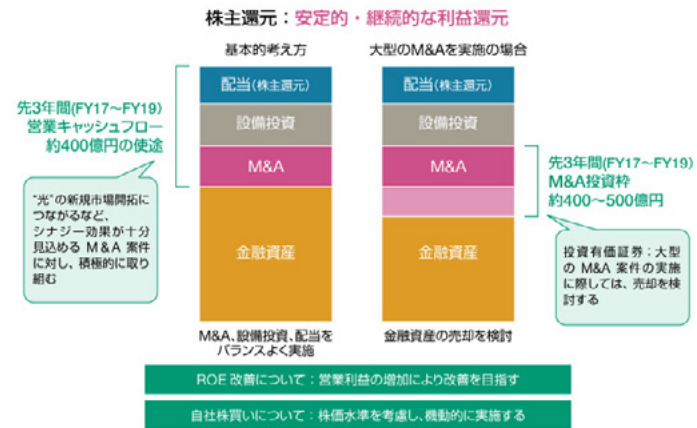 株主還元：安定的・継続的な利益還元
基本的考え方
大型のM&Aを実施の場合
先3年間(FY17〜FY19)
営業キャッシュフロー
約400億円の使途
配当(株主還元)
設備投資
M&A
金融資産
配当(株主還元)
設備投資
M&A
金融資産
“光”の新規市場開拓に
つながるなど、
シナジー効果が十分
見込める M&A 案件
に対し、積極的に取り
組む
先3年間(FY17〜FY19)
M&A投資枠
約400〜500億円
投資有価証券：大型
の M&A 案件の実施
に際しては、売却を検
討する
M&A、設備投資、配当を
バランスよく実施
金融資産の売却を検討
ROE 改善について：営業利益の増加により改善を目指す
自社株買いについて：株価水準を考慮し、機動的に実施する